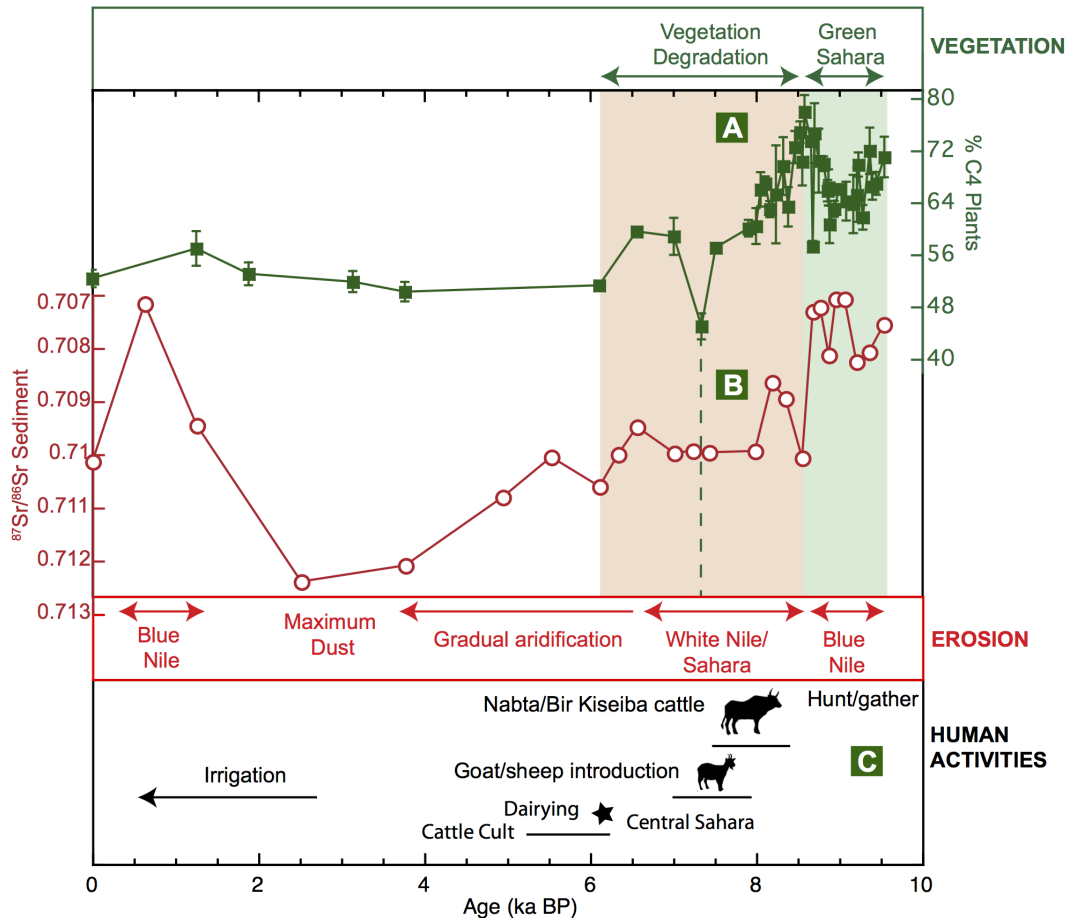 Vegetation
Degradation
Green
Sahara
VEGETATION
A
80
72
64
56
48
40
% C4 Plants
0.707
0.708
0.709
0.71
0.711
0.712
0.713
87Sr/86Sr Sediment
B
Blue
Nile
Maximum
Dust
Gradual aridification
White Nile/
Sahara
Blue
Nile
EROSION
Nabta/Bir Kiseiba cattle
Hunt/gather
HUMAN
ACTIVITIES
C
Goat/sheep introduction
Irrigation
Dairying
Central Sahara
Cattle Cult
0 2 4 6 8 10
Age (ka BP)